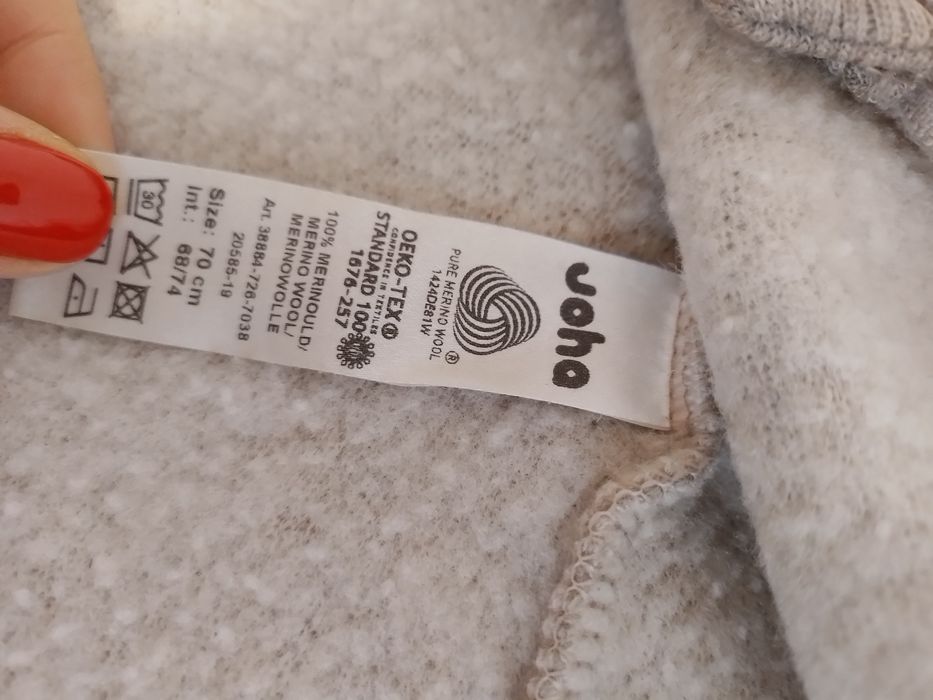 joha
PURE MERINO WOOL ®
1424DE81W
OEKO-TEX®
CONFIDENCE IN TEXTILES
STANDARD 100
1676-257
100% MERINOULD/
MERINO WOOL/
MERINOWOLLE
Art. 38884-726-7038
20585-19
Size: 70 cm
Int.: 68/74
30